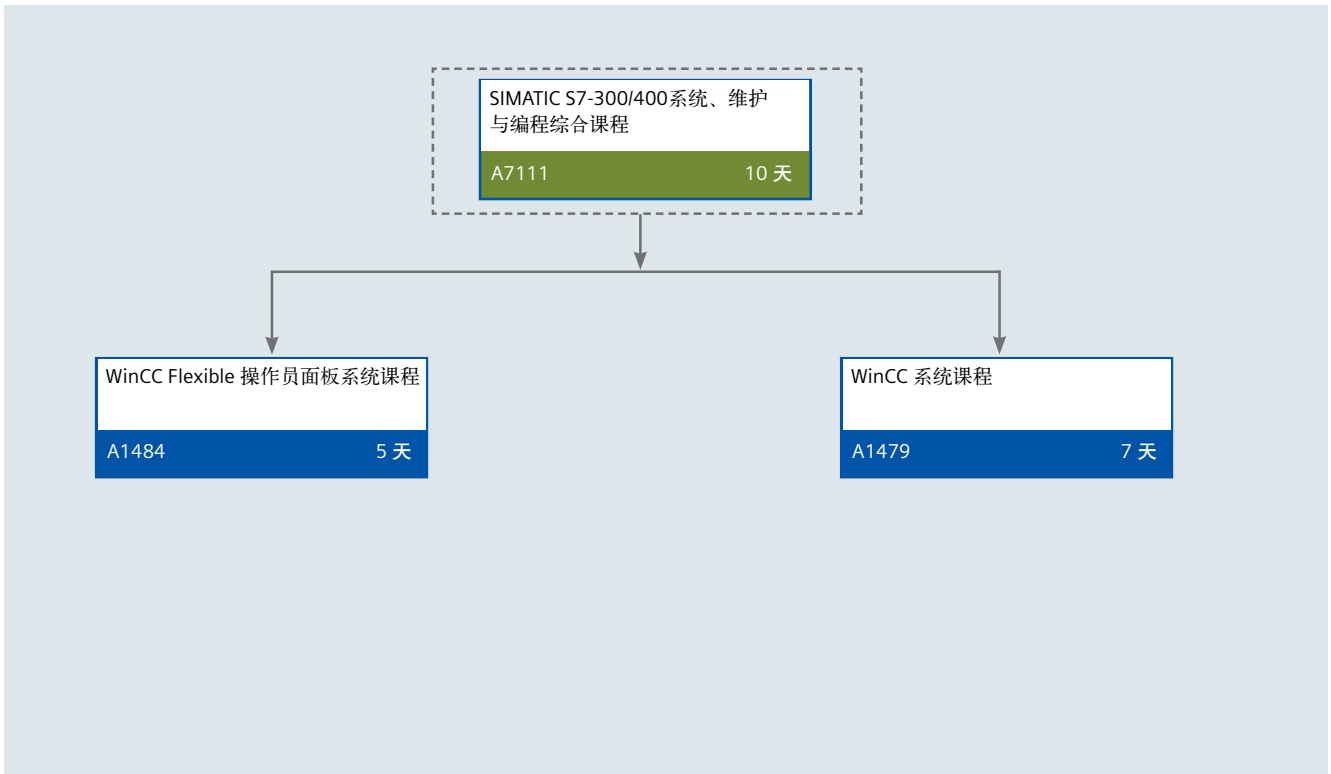 SIMATIC S7-300/400系统、维护
与编程综合课程
A7111 10 天
WinCC Flexible 操作员面板系统课程
A1484 5 天
WinCC 系统课程
A1479 7 天